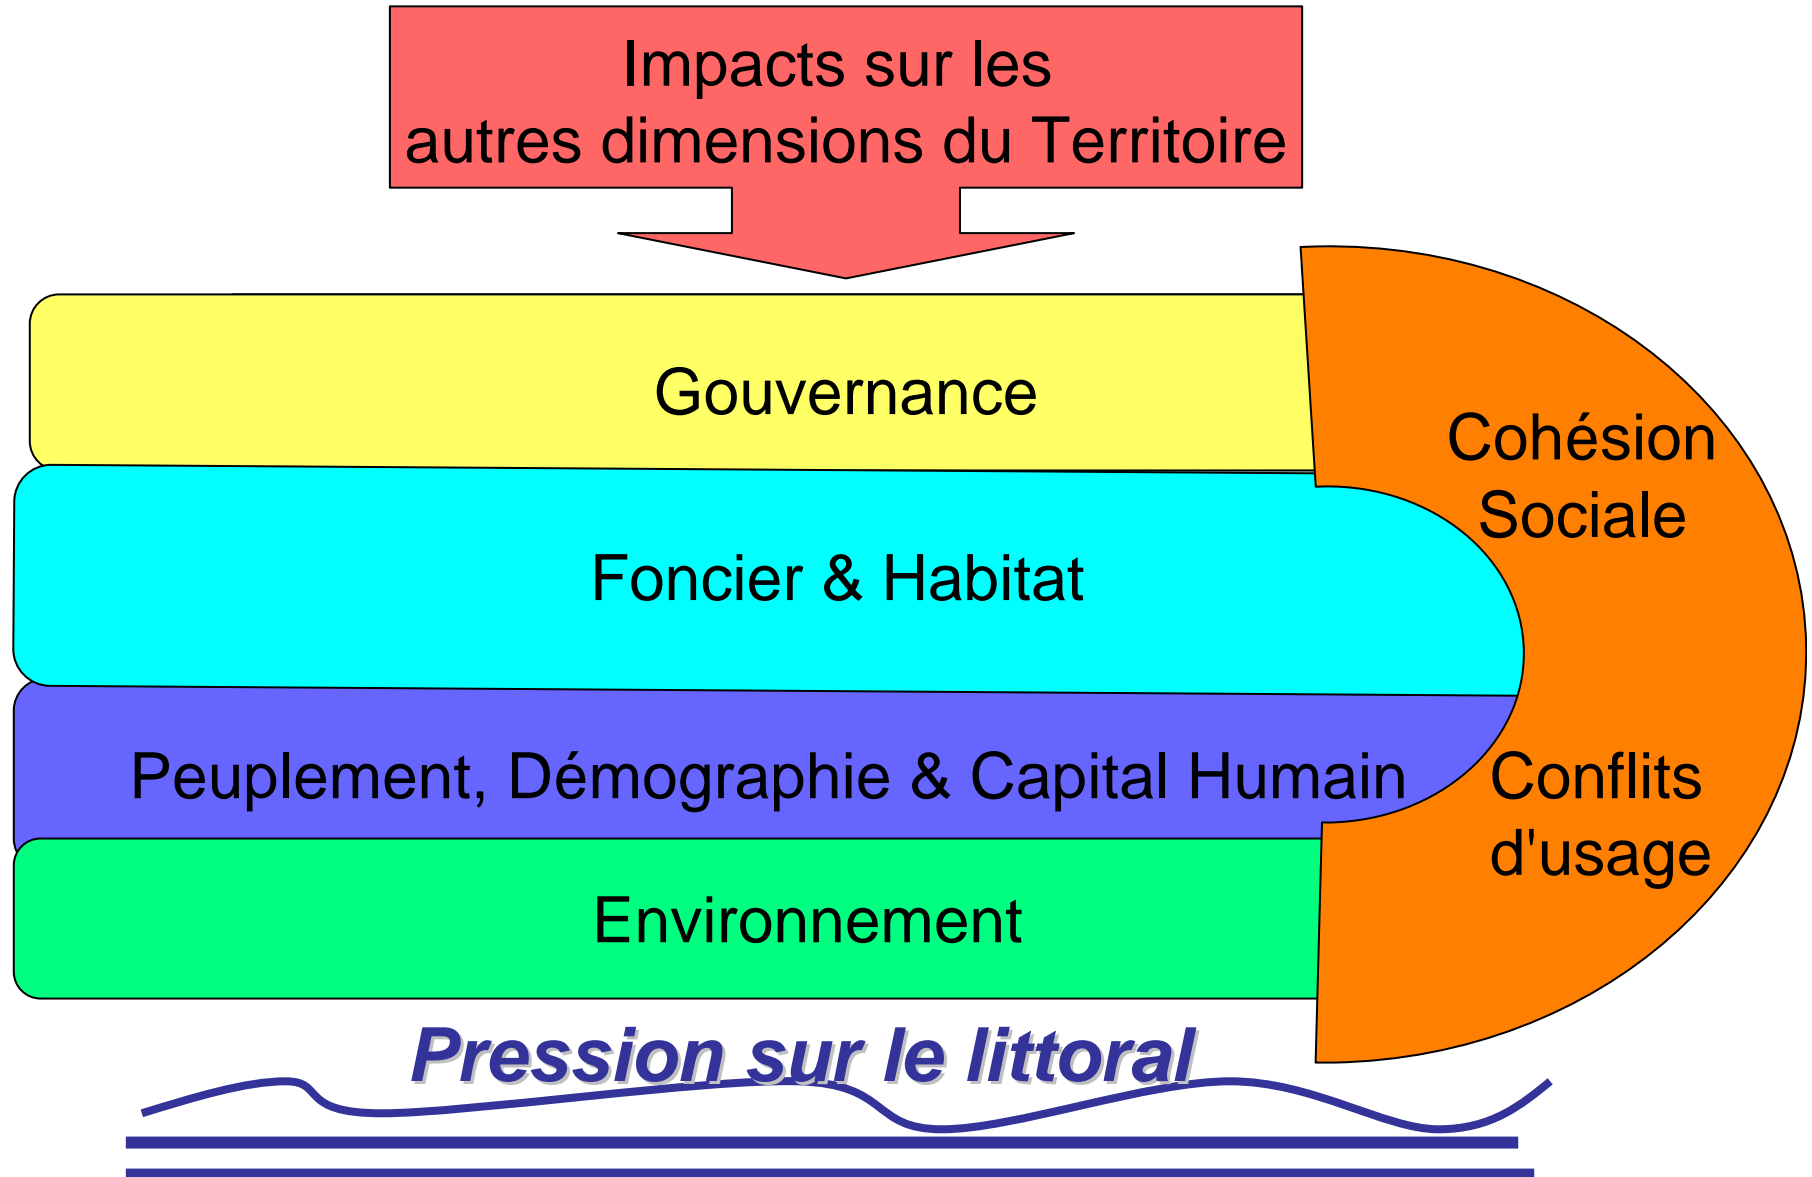 Impacts sur les
autres dimensions du Territoire
Gouvernance
Cohésion
Sociale
Foncier & Habitat
Peuplement, Démographie & Capital Humain
Conflits
d'usage
Environnement
Pression sur le littoral